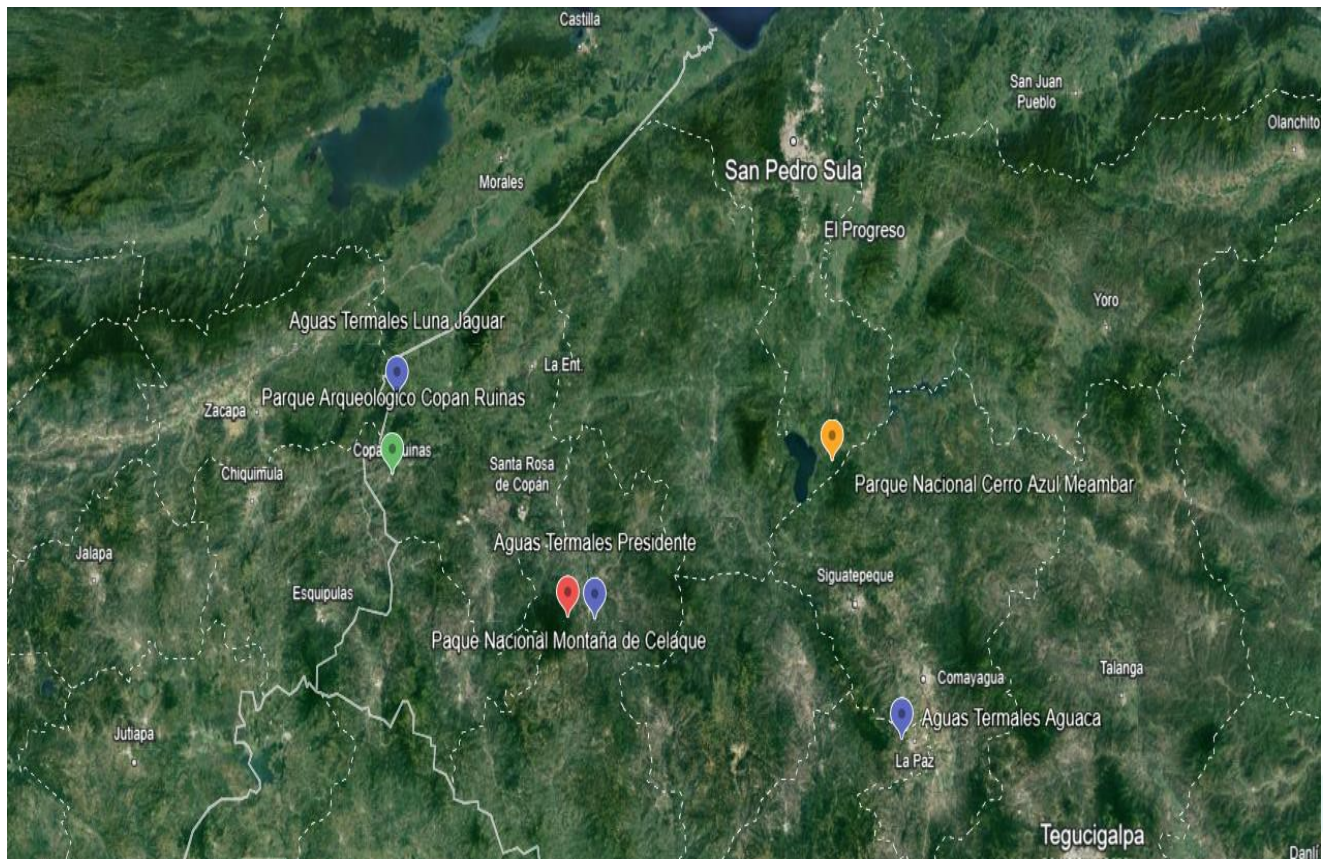 Castilla
San Juan
Pueblo
Olanchito
San Pedro Sula
Morales
El Progreso
Yoro
Aguas Termales Luna Jaguar
La Ent.
Parque Arqueológico Copan Ruinas
Zacapa
Copa uinas
Chiquimula
Santa Rosa
de Copán
Parque Nacional Cerro Azul Meambar
Aguas Termales Presidente
Jalapa
Siguatepeque
Esquipulas
Paque Nacional Montaña de Celaque
Comayagua
Talanga
Aguas Termales Aguaca
Jutiapa
La Paz
Tegucigalpa
Danlí